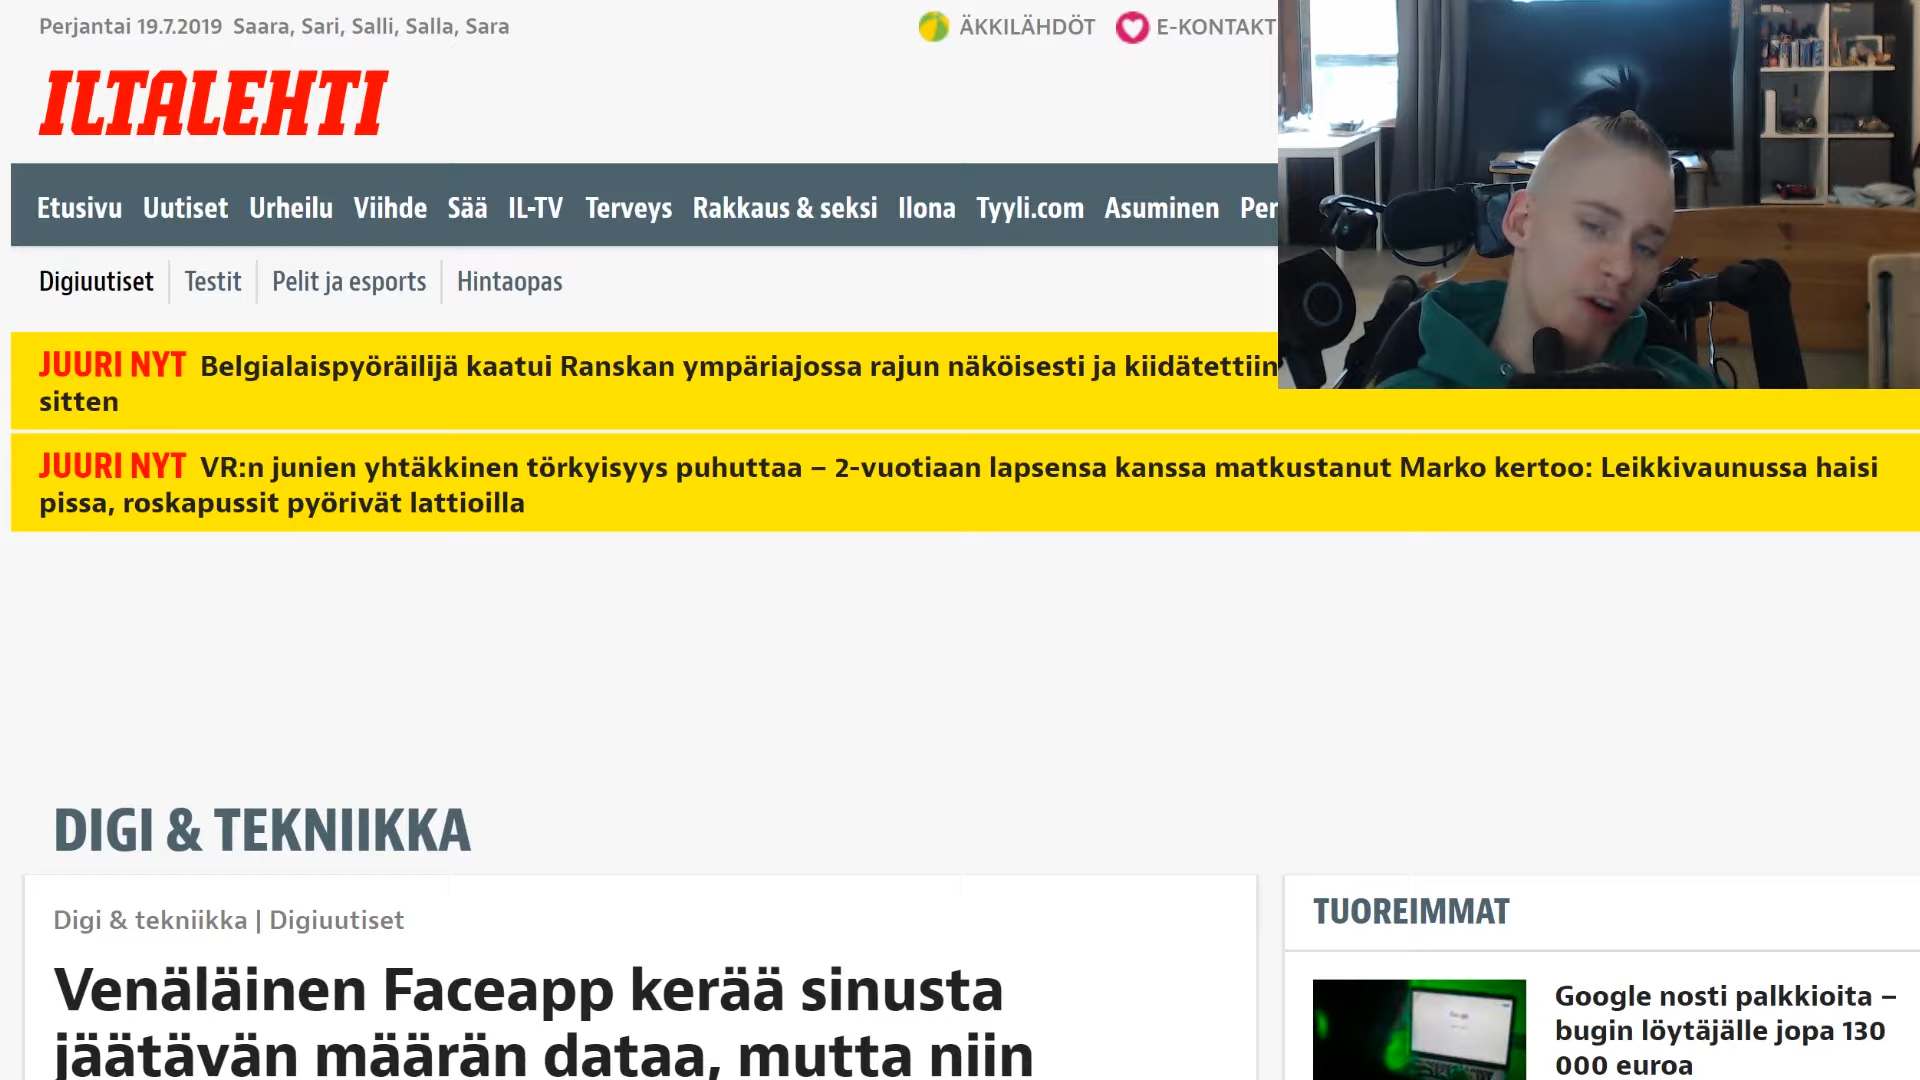 Perjantai 19.7.2019 Saara, Sari, Salli, Salla, Sara
ÄKKILÄHDÖT E-KONTAKT
ILTALEHTI
Etusivu Uutiset Urheilu Viihde Sää IL-TV Terveys Rakkaus & seksi Ilona Tyyli.com Asuminen Per
Digiuutiset Testit Pelit ja esports Hintaopas
JUURI NYT Belgialaispyöräilijä kaatui Ranskan ympäriajossa rajun näköisesti ja kiidätettiin
sitten
JUURI NYT VR:n junien yhtäkkinen törkyisyys puhuttaa – 2-vuotiaan lapsensa kanssa matkustanut Marko kertoo: Leikkivaunussa haisi
pissa, roskapussit pyörivät lattioilla
DIGI & TEKNIIKKA
Digi & tekniikka | Digiuutiset
Venäläinen Faceapp kerää sinusta
jäätävän määrän dataa, mutta niin
TUOREIMMAT
Google nosti palkkioita –
bugin löytäjälle jopa 130
000 euroa